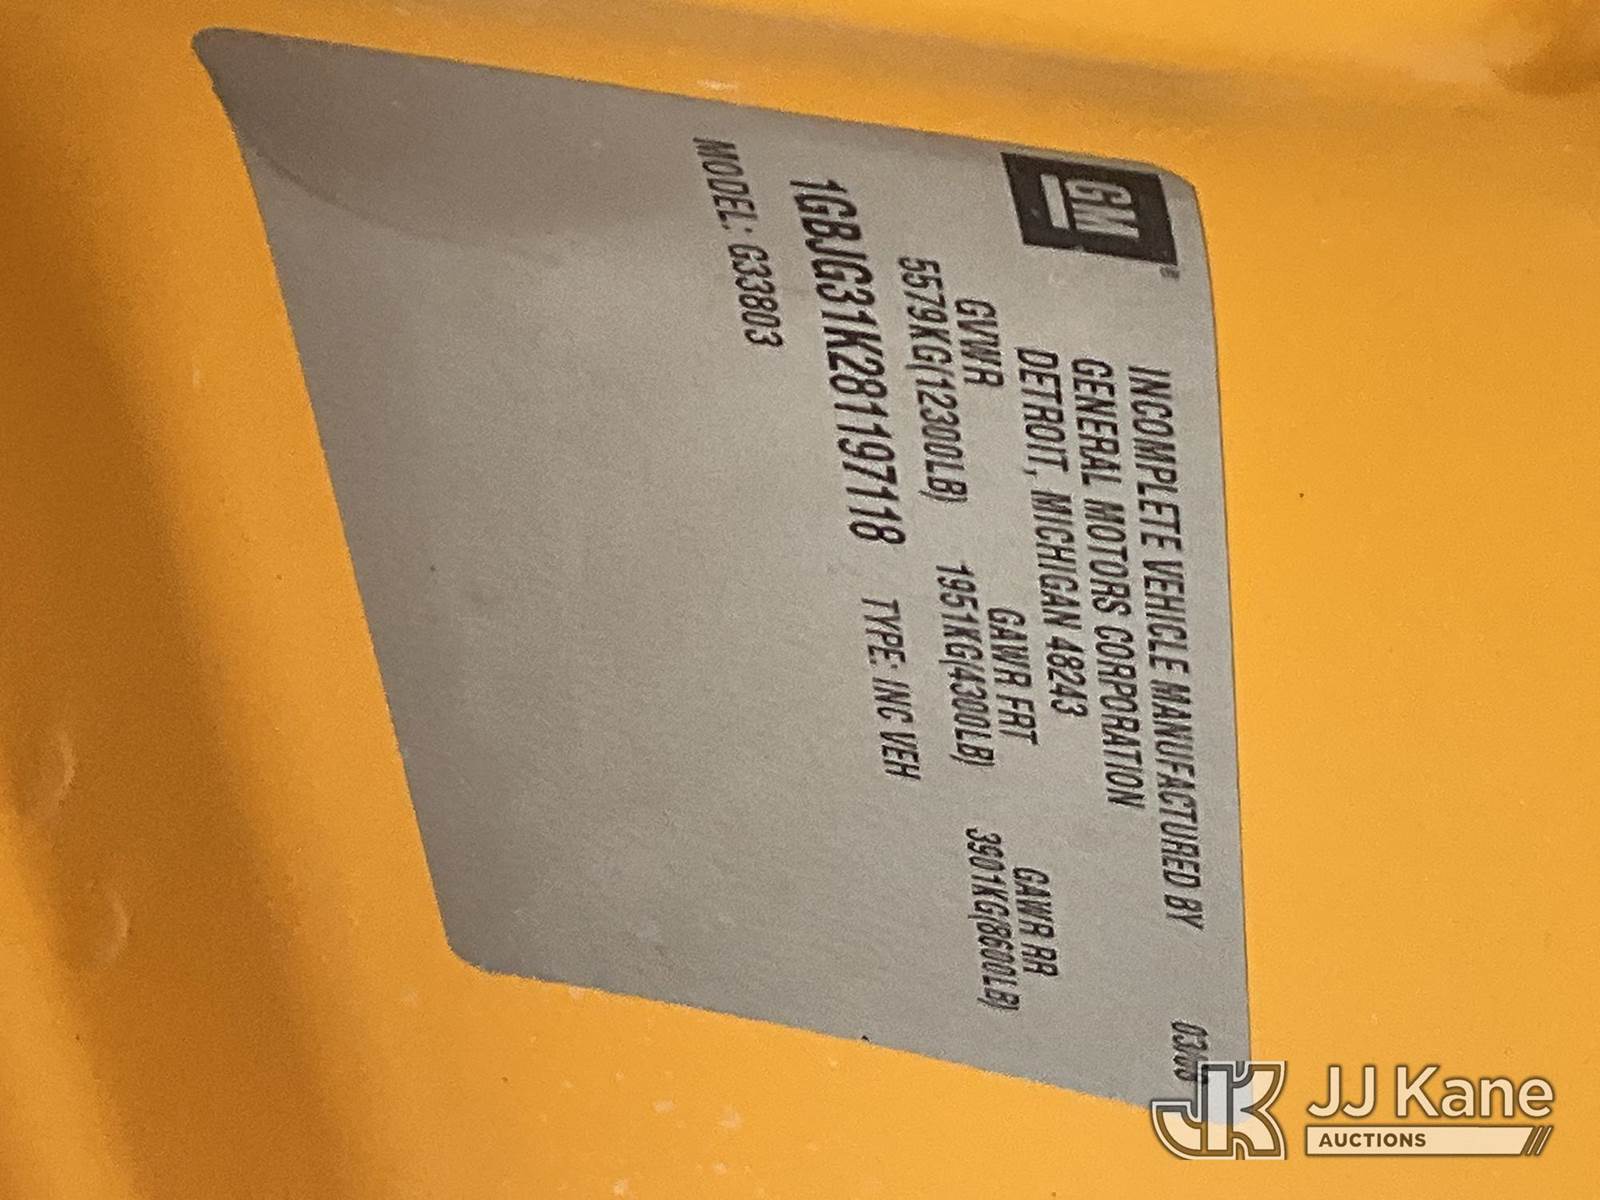 GM ®
INCOMPLETE VEHICLE MANUFACTURED BY
GENERAL MOTORS CORPORATION
DETROIT, MICHIGAN 48243
GVWR GAWR FRT GAWR RR
5579KG(12300LB) 1951KG(4300LB) 3901KG(8600LB)
1GBJG31K281197118 TYPE: INC VEH
MODEL: G33803
JK JJ Kane
AUCTIONS